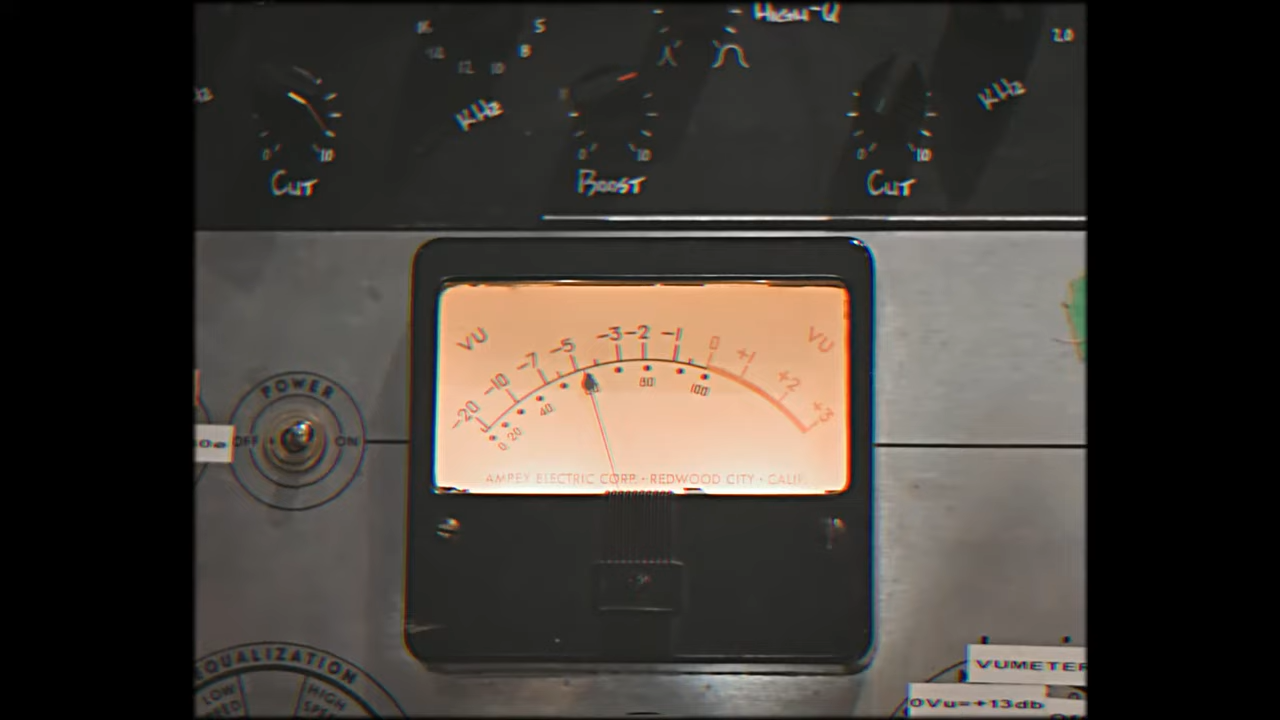 High-Q
16 5
12 8
12 10
20
Hz
KHz
KHz
0 10
0 10
0 10
Cut
Boost
Cut
VU VU
-20 -10 -7 -5 -3 -2 -1 0 +1 +2 +3
0 20 40 80 100
AMPEX ELECTRIC CORP. • REDWOOD CITY • CALIF.
POWER
OFF ON
EQUALIZATION
LOW
HIGH
VUMETER
0Vu=+13db